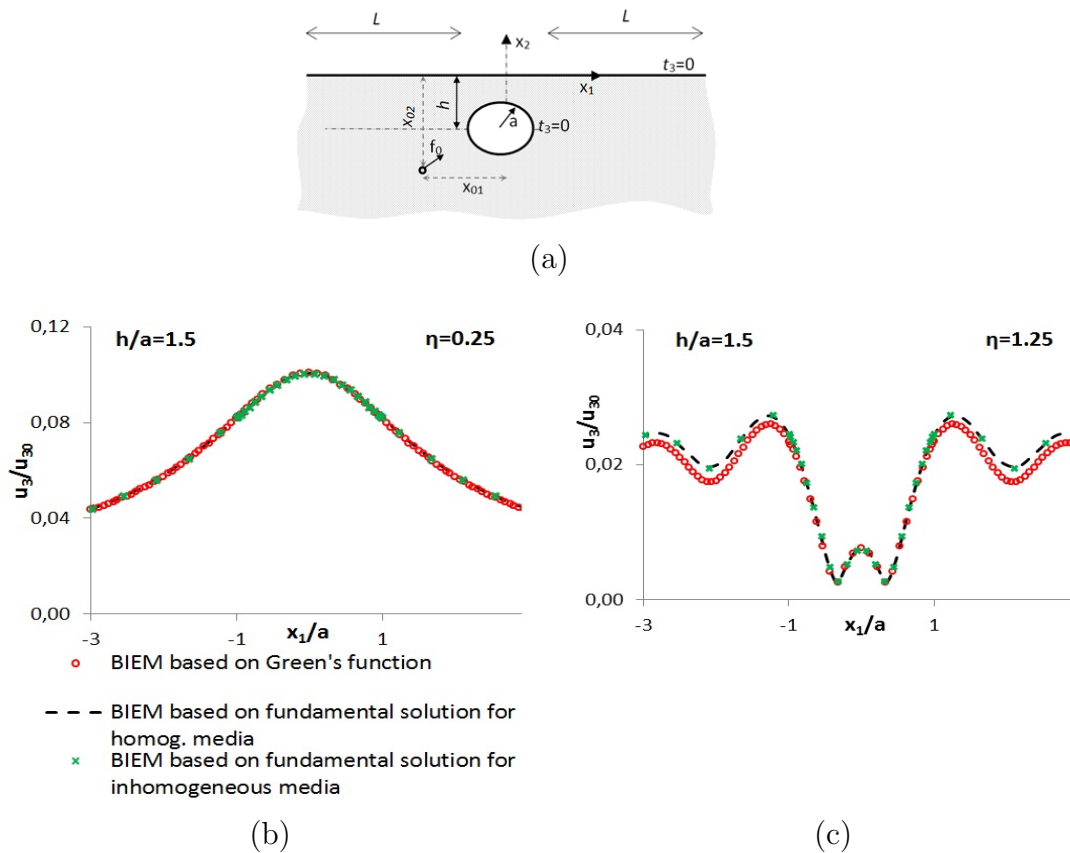 L L
x2
t3=0
x1
h
x02
a
t3=0
f0
x01
(a)
0,12
h/a=1.5 η=0.25
0,08
u3/u30
0,04
0,00
-3 -1 x1/a 1
0,04
h/a=1.5 η=1.25
u3/u30
0,02
0,00
-3 -1 x1/a 1
BIEM based on Green's function
BIEM based on fundamental solution for
homog. media
BIEM based on fundamental solution for
inhomogeneous media
(b) (c)